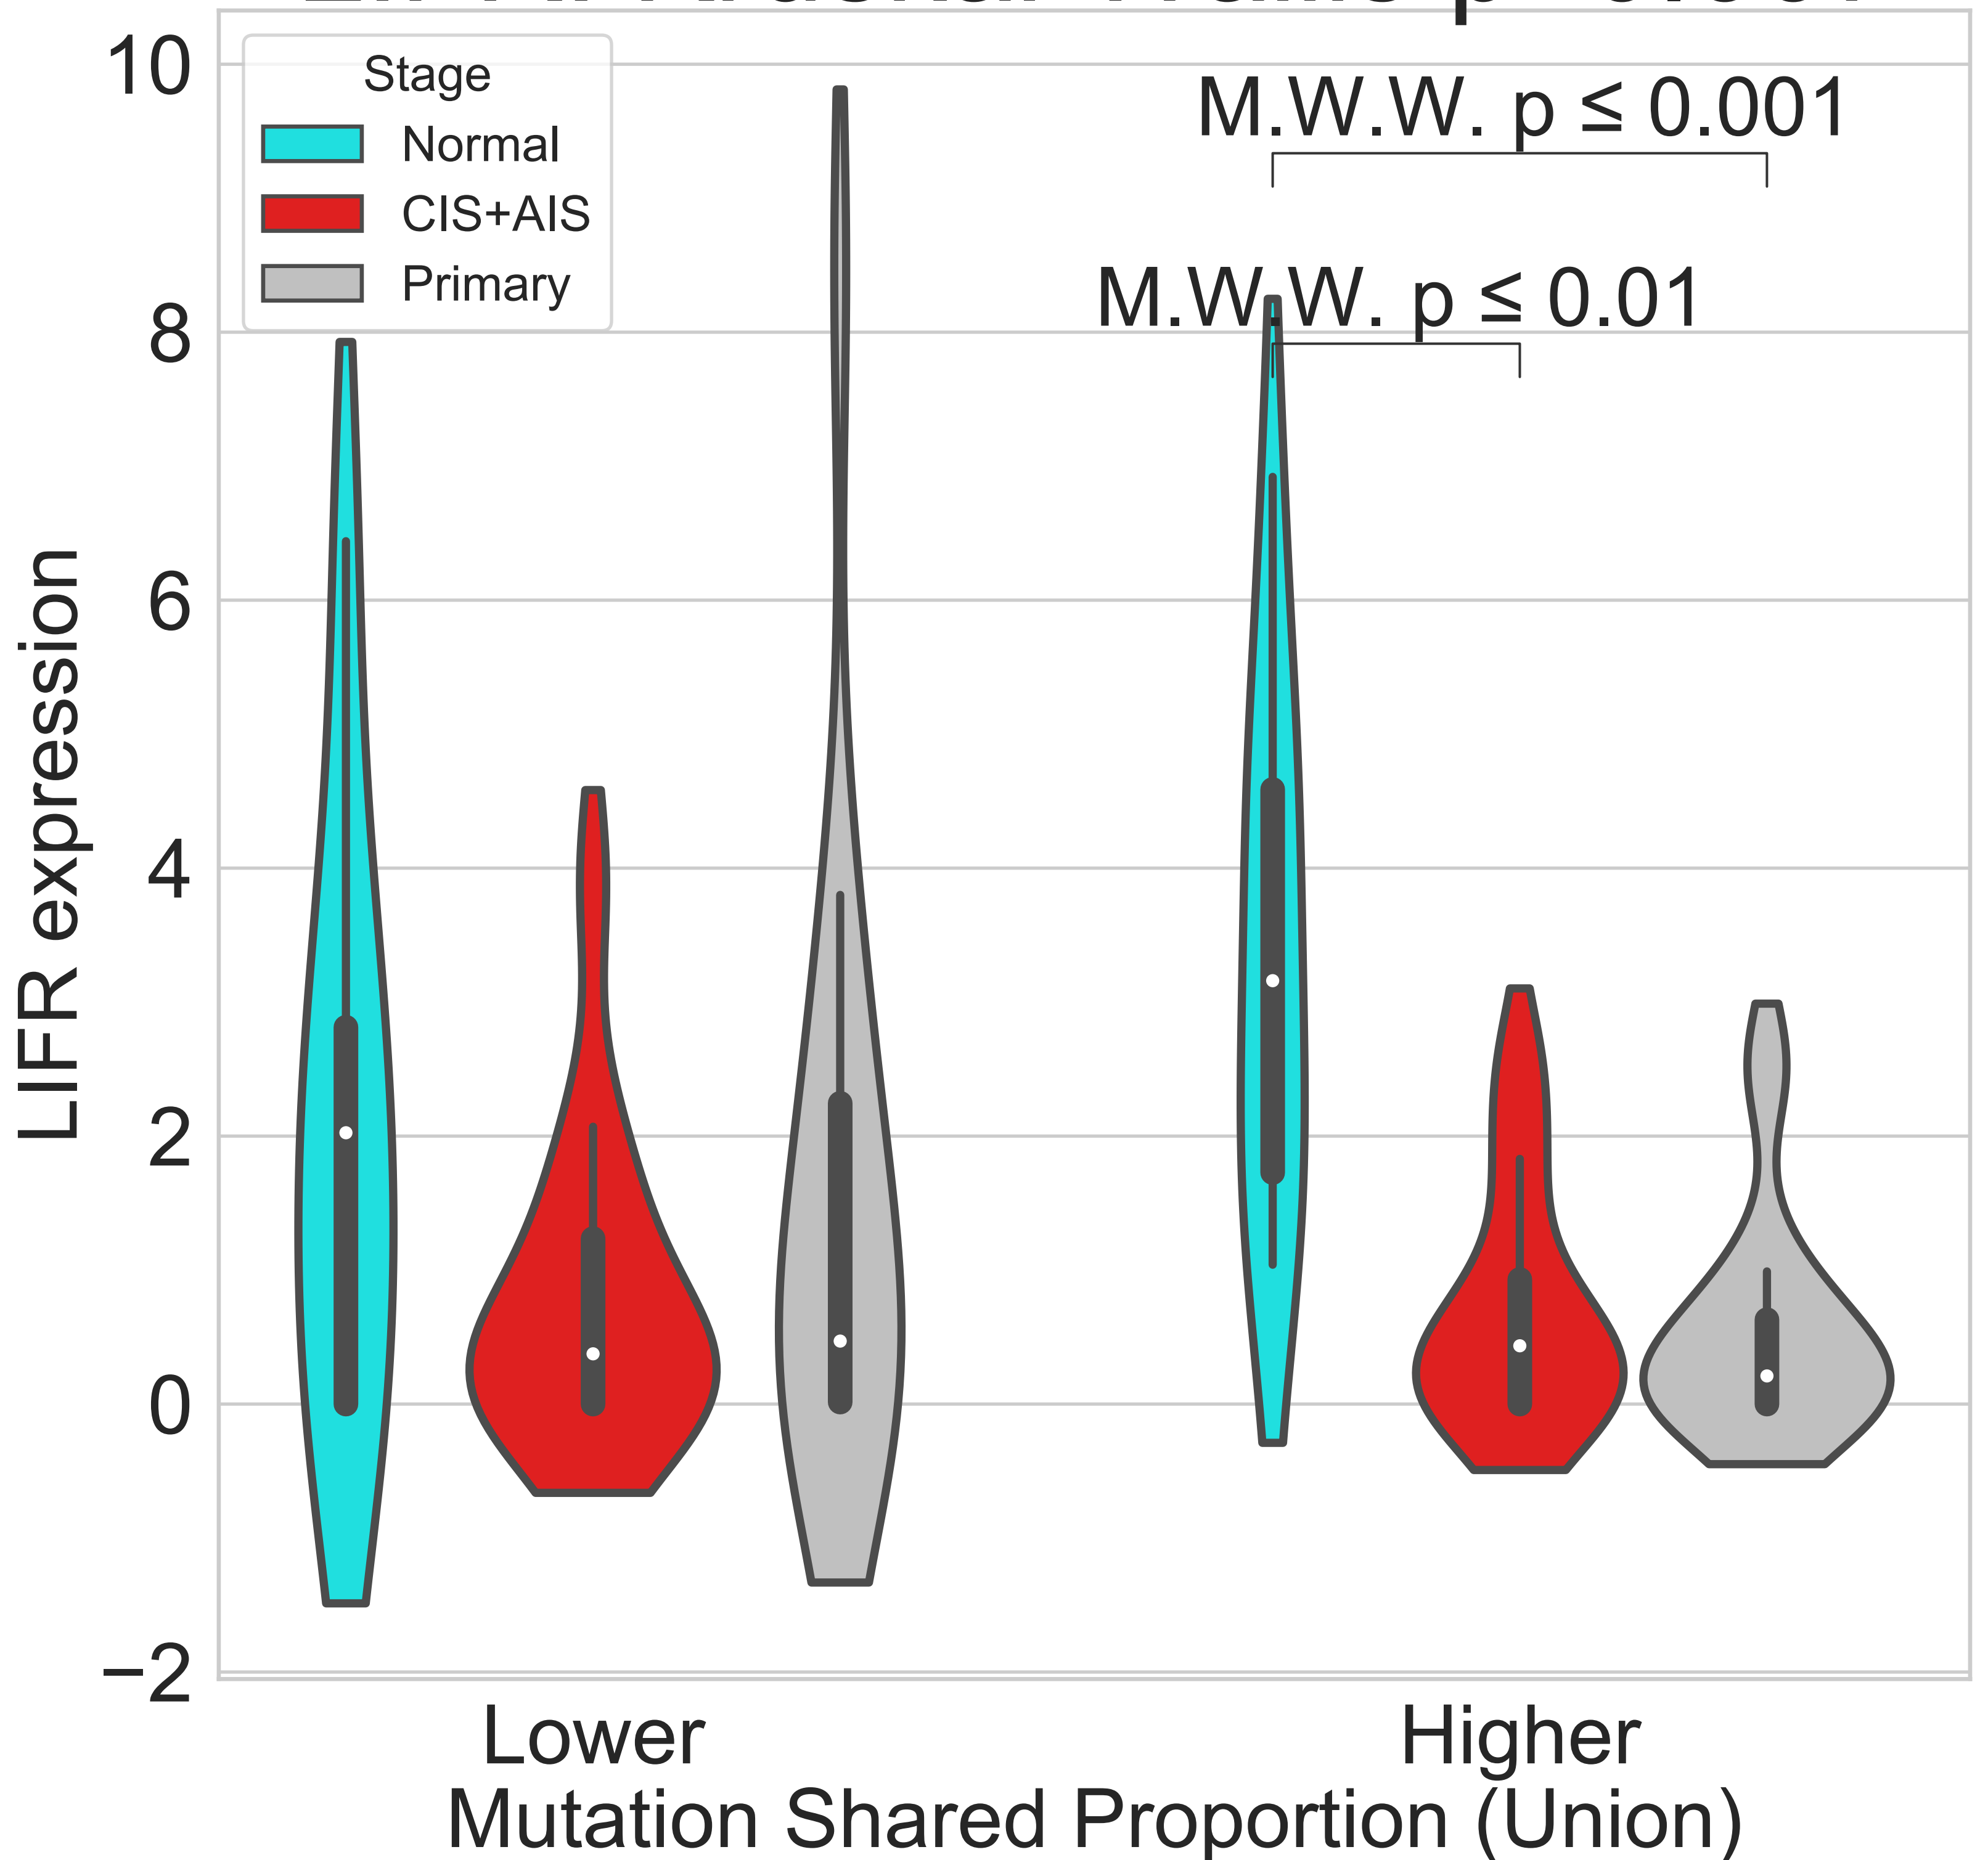 10
8
6
4
2
0
−2
LIFR expression
Stage
Normal
CIS+AIS
Primary
M.W.W. p ≤ 0.001
M.W.W. p ≤ 0.01
Lower Higher
Mutation Shared Proportion (Union)